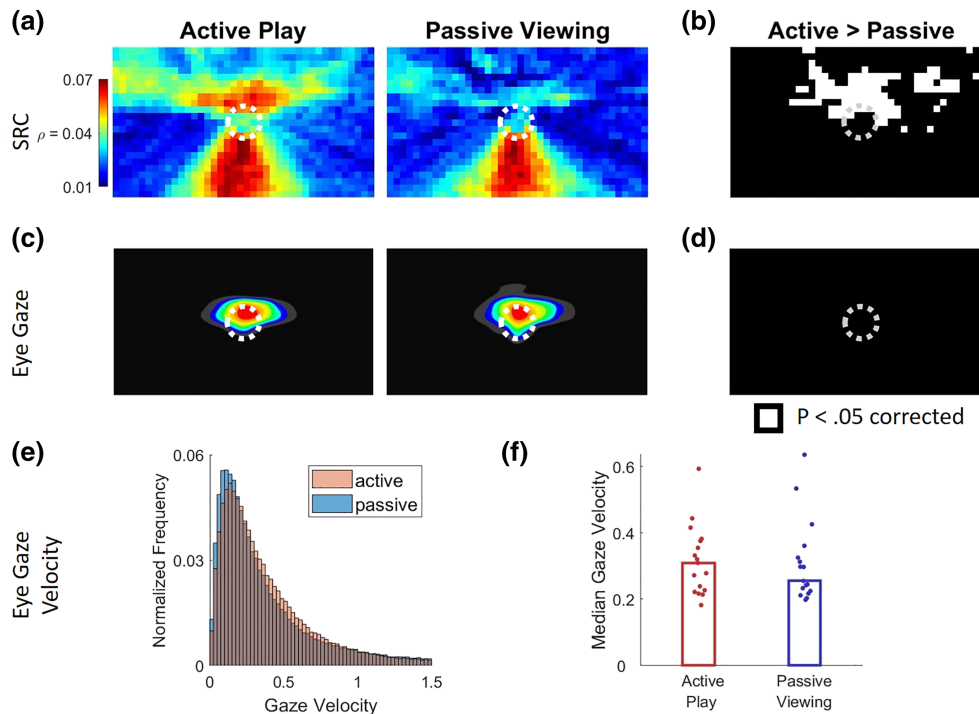 (a)
Active Play
Passive Viewing
(b)
Active > Passive
SRC
0.07
ρ = 0.04
0.01
(c)
(d)
Eye Gaze
P < .05 corrected
(e)
Eye Gaze
Velocity
Normalized Frequency
0.06
0.03
0
active
passive
0
0.5
1
1.5
Gaze Velocity
(f)
Median Gaze Velocity
0.6
0.4
0.2
0
Active
Play
Passive
Viewing